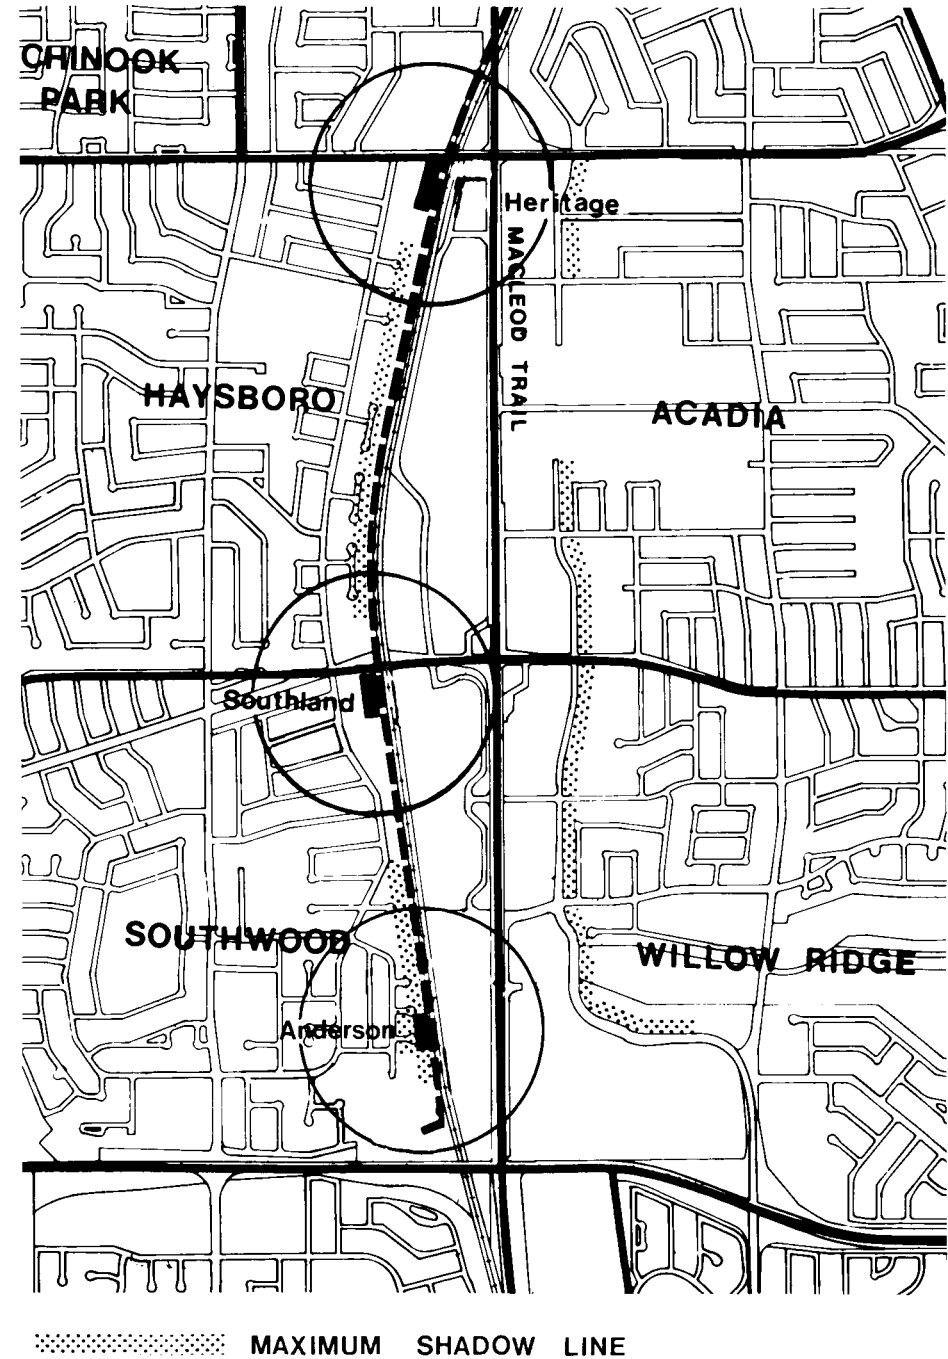 CHINOOK
PARK
Heritage
MACLEOD TRAIL
HAYSBORO
ACADIA
Southland
SOUTHWOOD
WILLOW RIDGE
Anderson
MAXIMUM SHADOW LINE